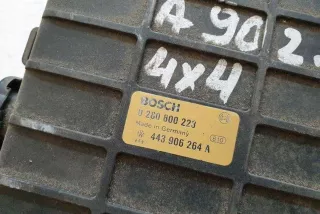 A 90 2.
4x4
BOSCH
0 280 800 223
Made in Germany
443 906 264 A